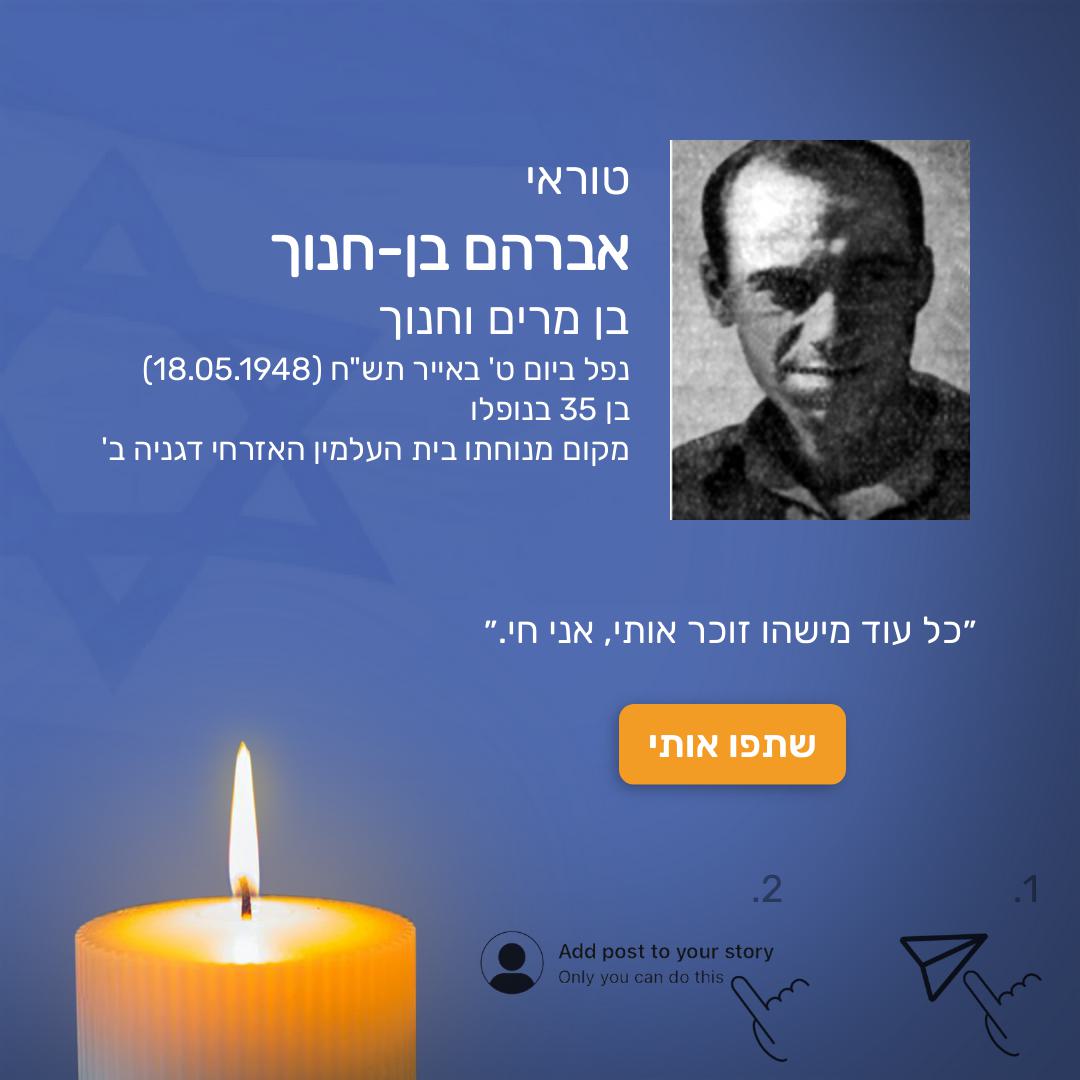 טוראי
אברהם בן-חנוך
בן מרים וחנוך
נפל ביום ט' באייר תש"ח (18.05.1948)
בן 35 בנופלו
מקום מנוחתו בית העלמין האזרחי דגניה ב'
״כל עוד מישהו זוכר אותי, אני חי.״
שתפו אותי
1.
2.
Add post to your story
Only you can do this